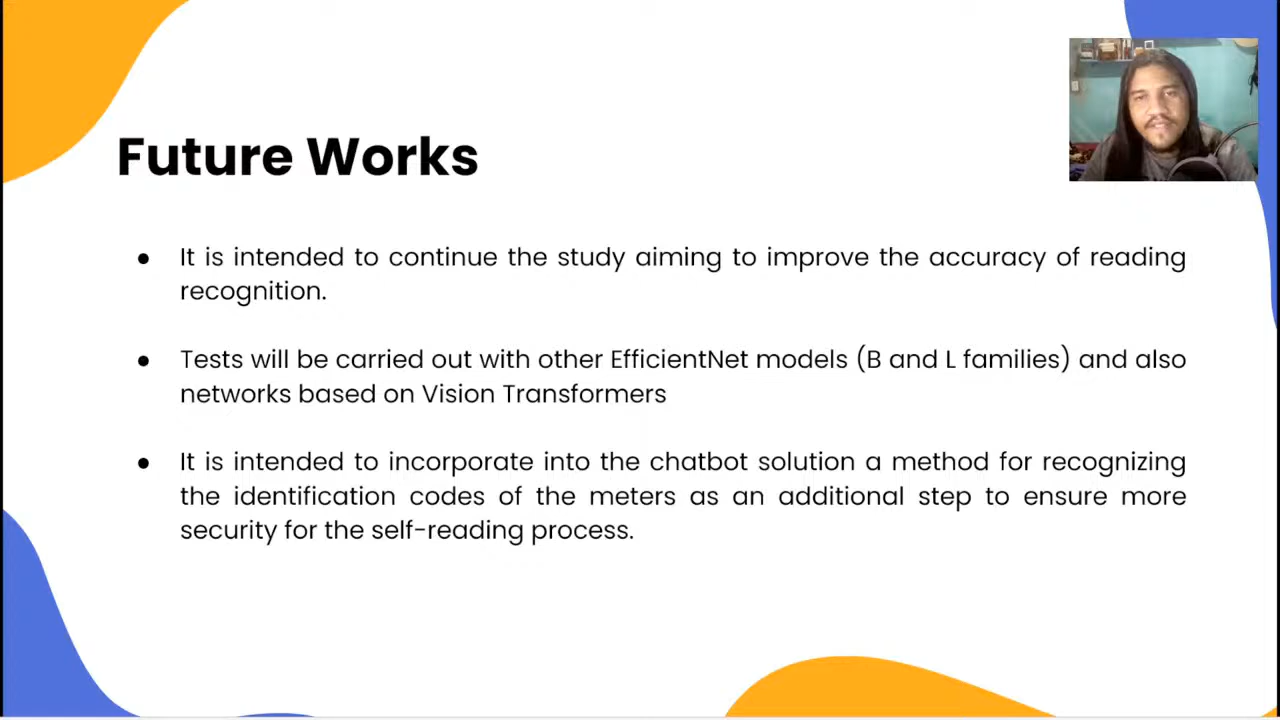 Future Works
● It is intended to continue the study aiming to improve the accuracy of reading
recognition.
● Tests will be carried out with other EfficientNet models (B and L families) and also
networks based on Vision Transformers
● It is intended to incorporate into the chatbot solution a method for recognizing
the identification codes of the meters as an additional step to ensure more
security for the self-reading process.